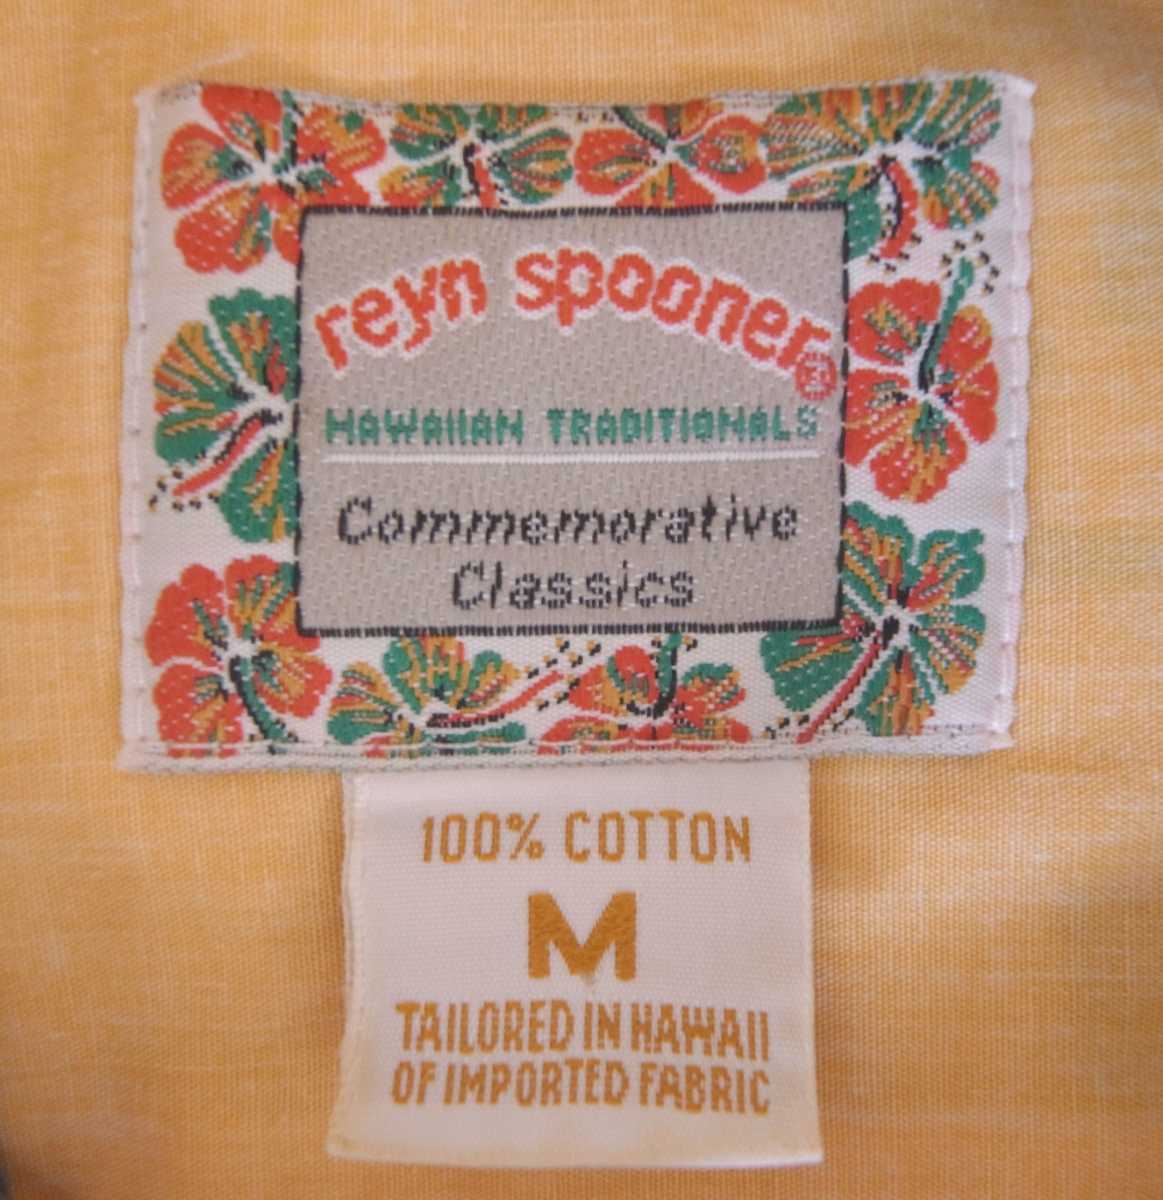 reyn spooner®
HAWAIIAN TRADITIONALS
Commemorative
Classics
100% COTTON
M
TAILORED IN HAWAII
OF IMPORTED FABRIC